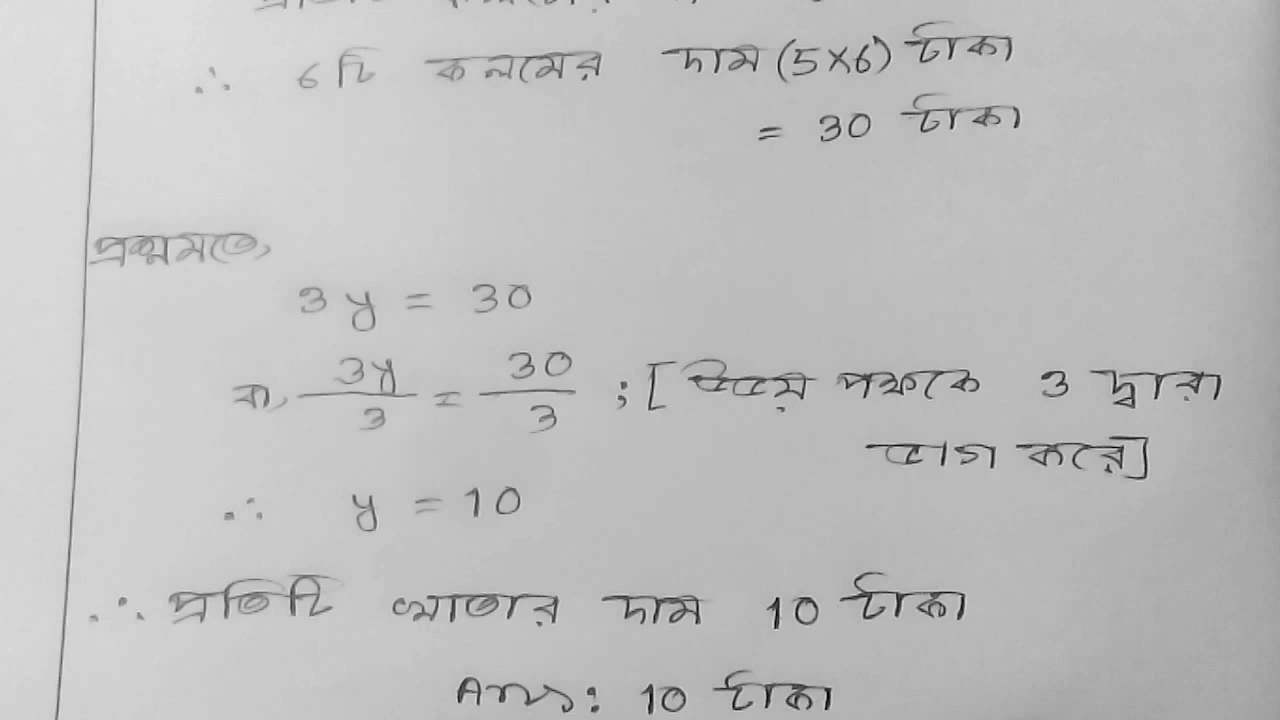 ∴ 6টি কলমের দাম (5×6) টাকা
= 30 টাকা
প্রশ্নমতে,
3y = 30
বা, 3y/3 = 30/3 ; [উভয় পক্ষকে 3 দ্বারা
ভাগ করে]
∴ y = 10
∴ প্রতিটি খাতার দাম 10 টাকা
Ans: 10 টাকা